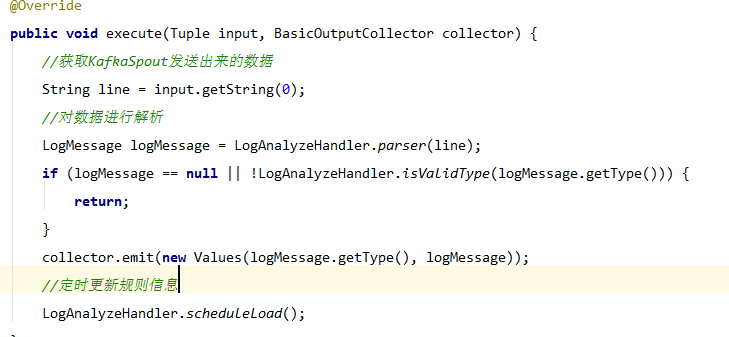 @Override
public void execute(Tuple input, BasicOutputCollector collector) {
//获取KafkaSpout发送出来的数据
String line = input.getString(0);
//对数据进行解析
LogMessage logMessage = LogAnalyzeHandler.parser(line);
if (logMessage == null || !LogAnalyzeHandler.isValidType(logMessage.getType())) {
return;
}
collector.emit(new Values(logMessage.getType(), logMessage));
//定时更新规则信息
LogAnalyzeHandler.scheduleLoad();